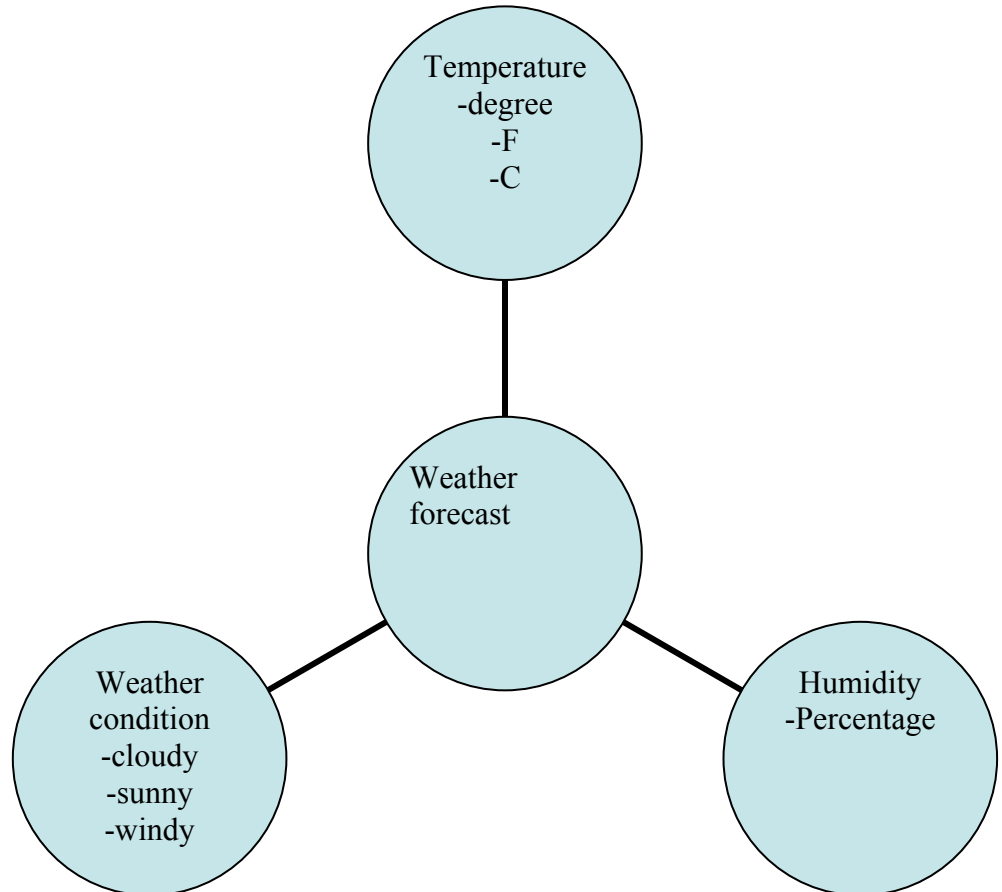 Temperature
-degree
-F
-C
Weather
forecast
Weather
condition
-cloudy
-sunny
-windy
Humidity
-Percentage